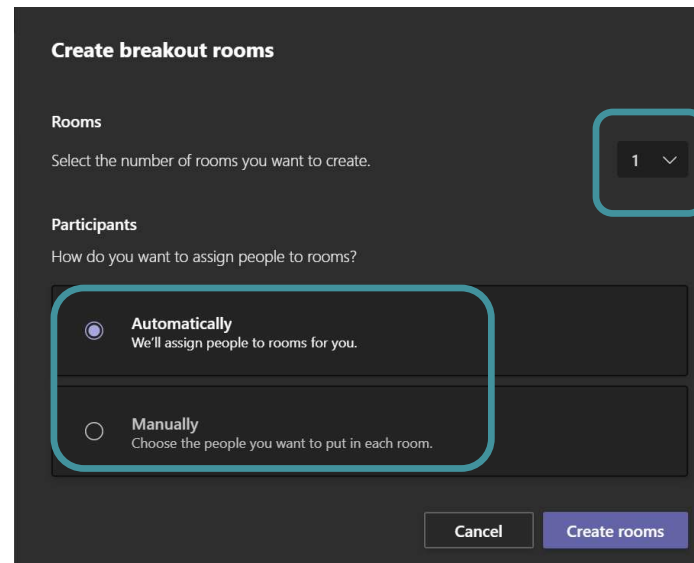 Create breakout rooms
Rooms
Select the number of rooms you want to create.
1
Participants
How do you want to assign people to rooms?
Automatically
We'll assign people to rooms for you.
Manually
Choose the people you want to put in each room.
Cancel
Create rooms